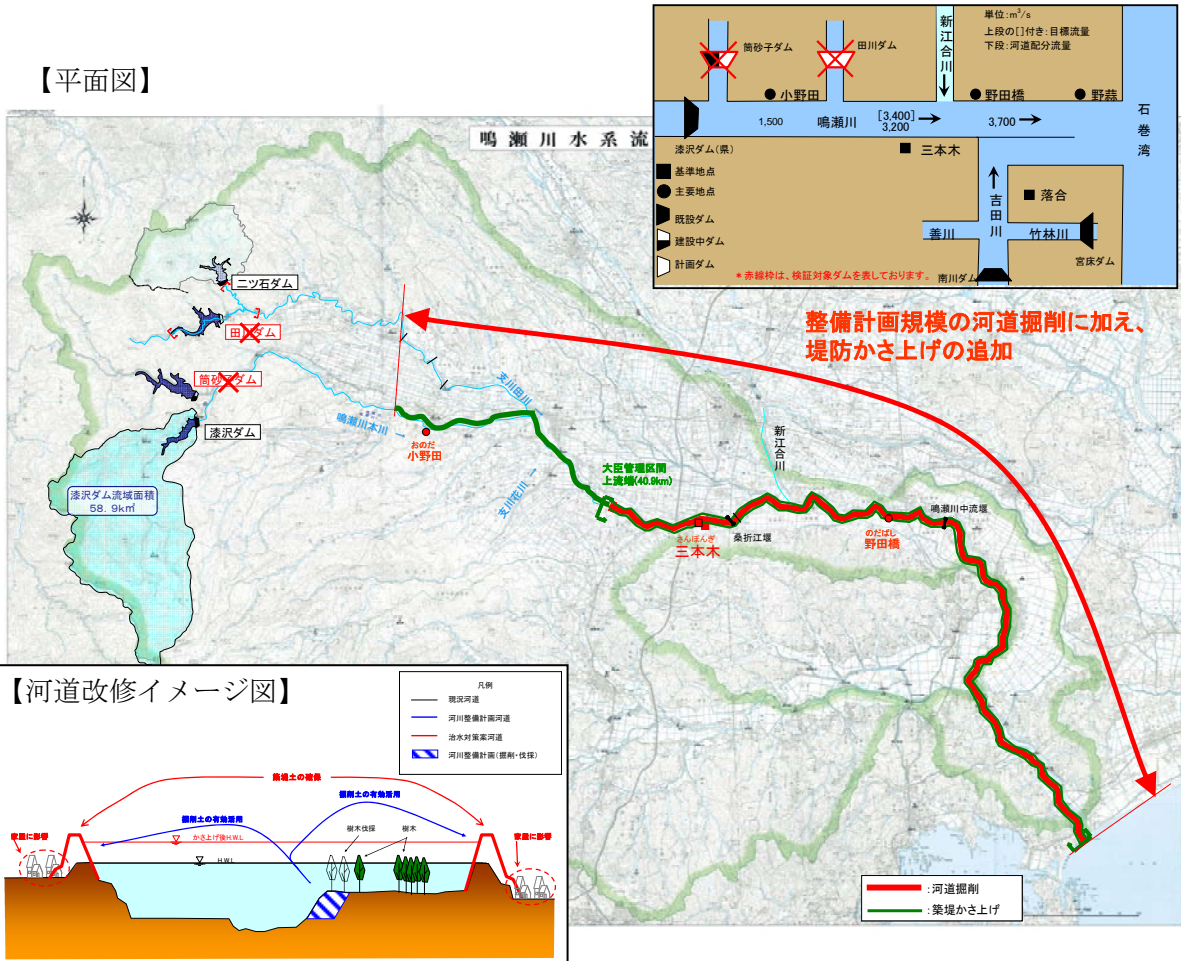 【平面図】
鳴瀬川水系流
単位:m³/s
上段の[]付き:目標流量
下段:河道配分流量
新江合川
筒砂子ダム
田川ダム
小野田
野田橋
野蒜
石巻湾
1,500
鳴瀬川
[3,400]
3,200
3,700
漆沢ダム(県)
三本木
基準地点
主要地点
既設ダム
建設中ダム
計画ダム
吉田川
落合
善川
竹林川
宮床ダム
南川ダム
*赤線枠は、検証対象ダムを表しております。
整備計画規模の河道掘削に加え、
堤防かさ上げの追加
二ツ石ダム
田川ダム
筒砂子ダム
漆沢ダム
漆沢ダム流域面積
58.9k㎡
鳴瀬川本川
支川田川
支川花川
おのだ
小野田
大臣管理区間
上流端(40.9km)
新江合川
さんぼんぎ
三本木
桑折江堰
のだばし
野田橋
鳴瀬川中流堰
:河道掘削
:築堤かさ上げ
【河道改修イメージ図】
凡例
現況河道
河川整備計画河道
治水対策案河道
河川整備計画(掘削・伐採)
築堤土の確保
掘削土の有効活用
掘削土の有効活用
家屋に影響
かさ上げ後H.W.L
H.W.L
樹木伐採
樹木
家屋に影響